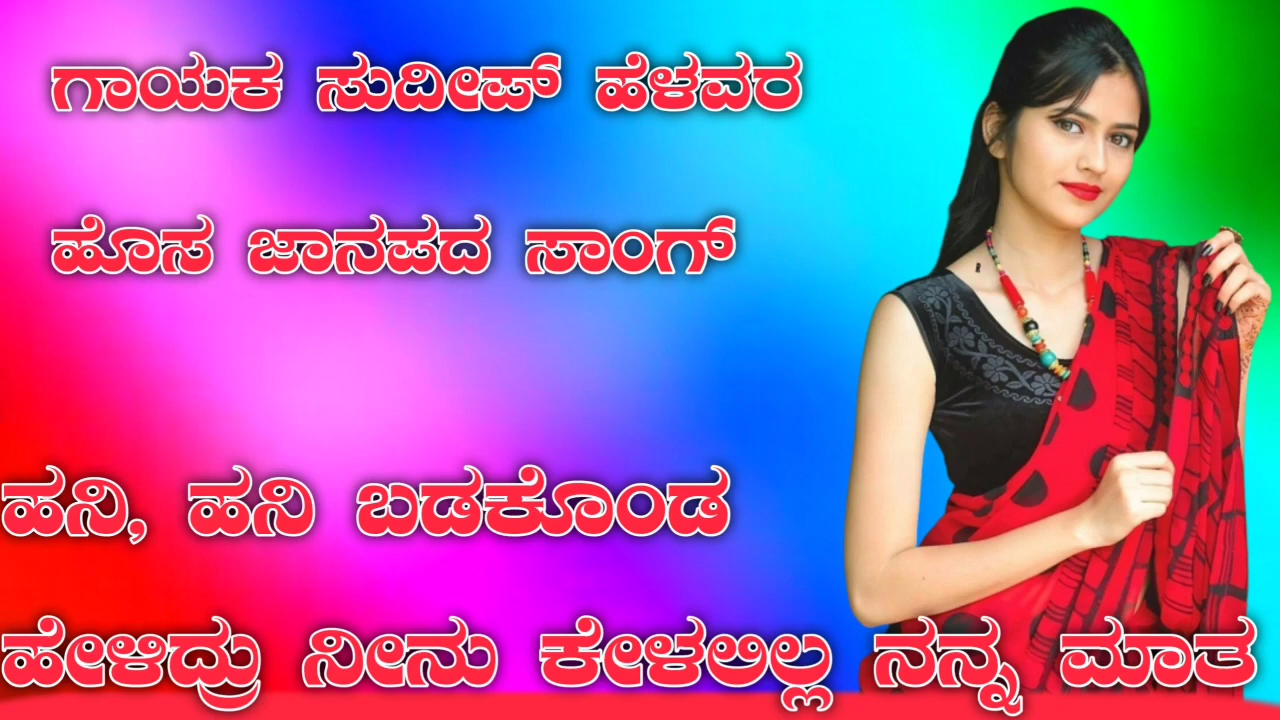 ಗಾಯಕ ಸುದೀಪ್ ಹೆಳವರ
ಹೊಸ ಜಾನಪದ ಸಾಂಗ್
ಹನಿ, ಹನಿ ಬಡಕೊಂಡ
ಹೇಳಿದ್ರು ನೀನು ಕೇಳಲಿಲ್ಲ ನನ್ನ ಮಾತ